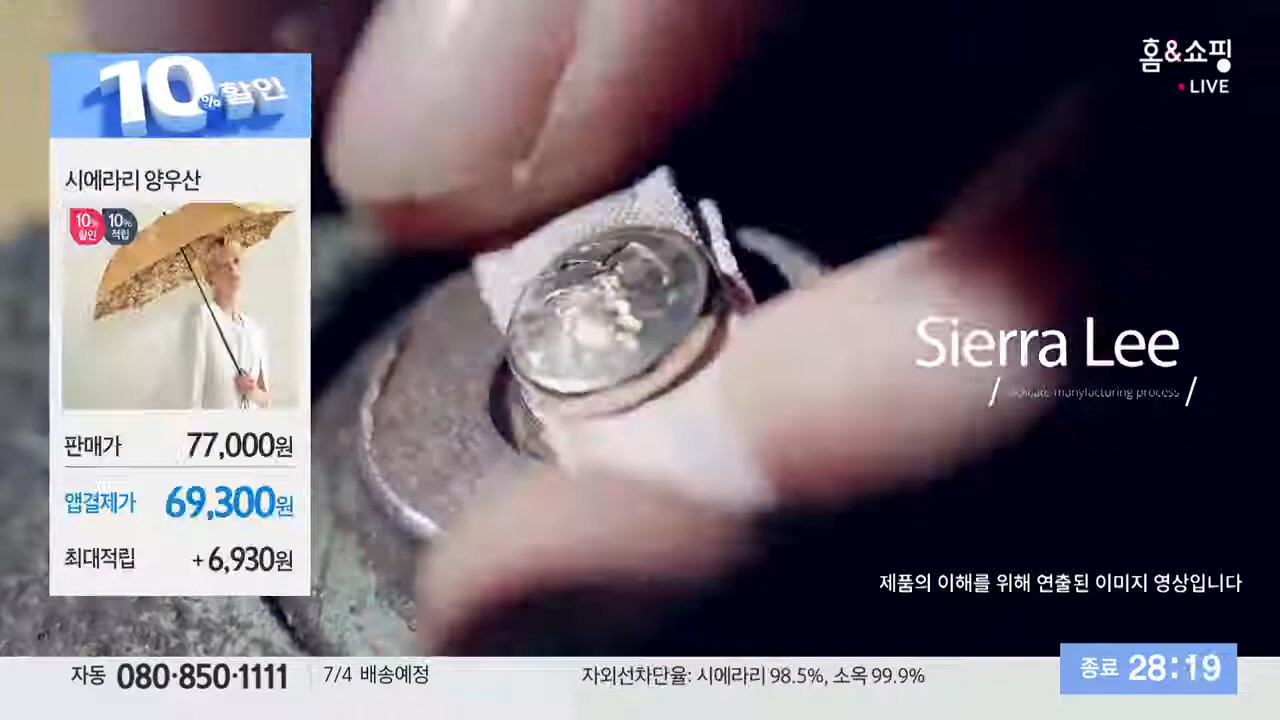 10%할인
시에라리 양우산
10% 할인
10% 적립
판매가 77,000원
앱결제가 69,300원
최대적립 +6,930원
홈&쇼핑
LIVE
Sierra Lee
/ delicate manyfacturing process /
제품의 이해를 위해 연출된 이미지 영상입니다
자동 080·850·1111
7/4 배송예정
자외선차단율: 시에라리 98.5%, 소옥 99.9%
종료 28:19